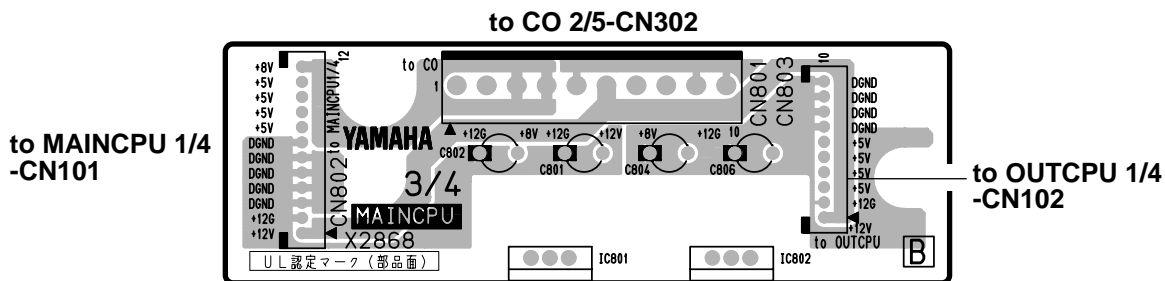 to CO 2/5-CN302
to MAINCPU 1/4
-CN101
to OUTCPU 1/4
-CN102
+8V
+5V
+5V
+5V
+5V
DGND
DGND
DGND
DGND
DGND
+12G
+12V
12
to MAINCPU1/4
CN802
to CO
1
CN801
CN803
YAMAHA
3/4
MAINCPU
X2868
UL認定マーク（部品面）
+12G
+8V
+12G
+12V
+8V
+12G
10
C802
C801
C804
C806
10
DGND
DGND
DGND
DGND
+5V
+5V
+5V
+5V
+12G
+12V
to OUTCPU
IC801
IC802
B